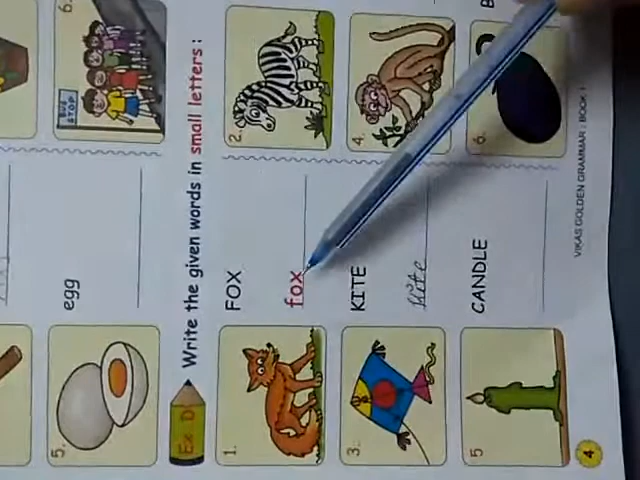 6.
BUS STOP
5.
egg
Ex. D
Write the given words in small letters :
1.
FOX
fox
2.
3.
KITE
kite
4.
5
CANDLE
6.
4
VIKAS GOLDEN GRAMMAR : BOOK 1